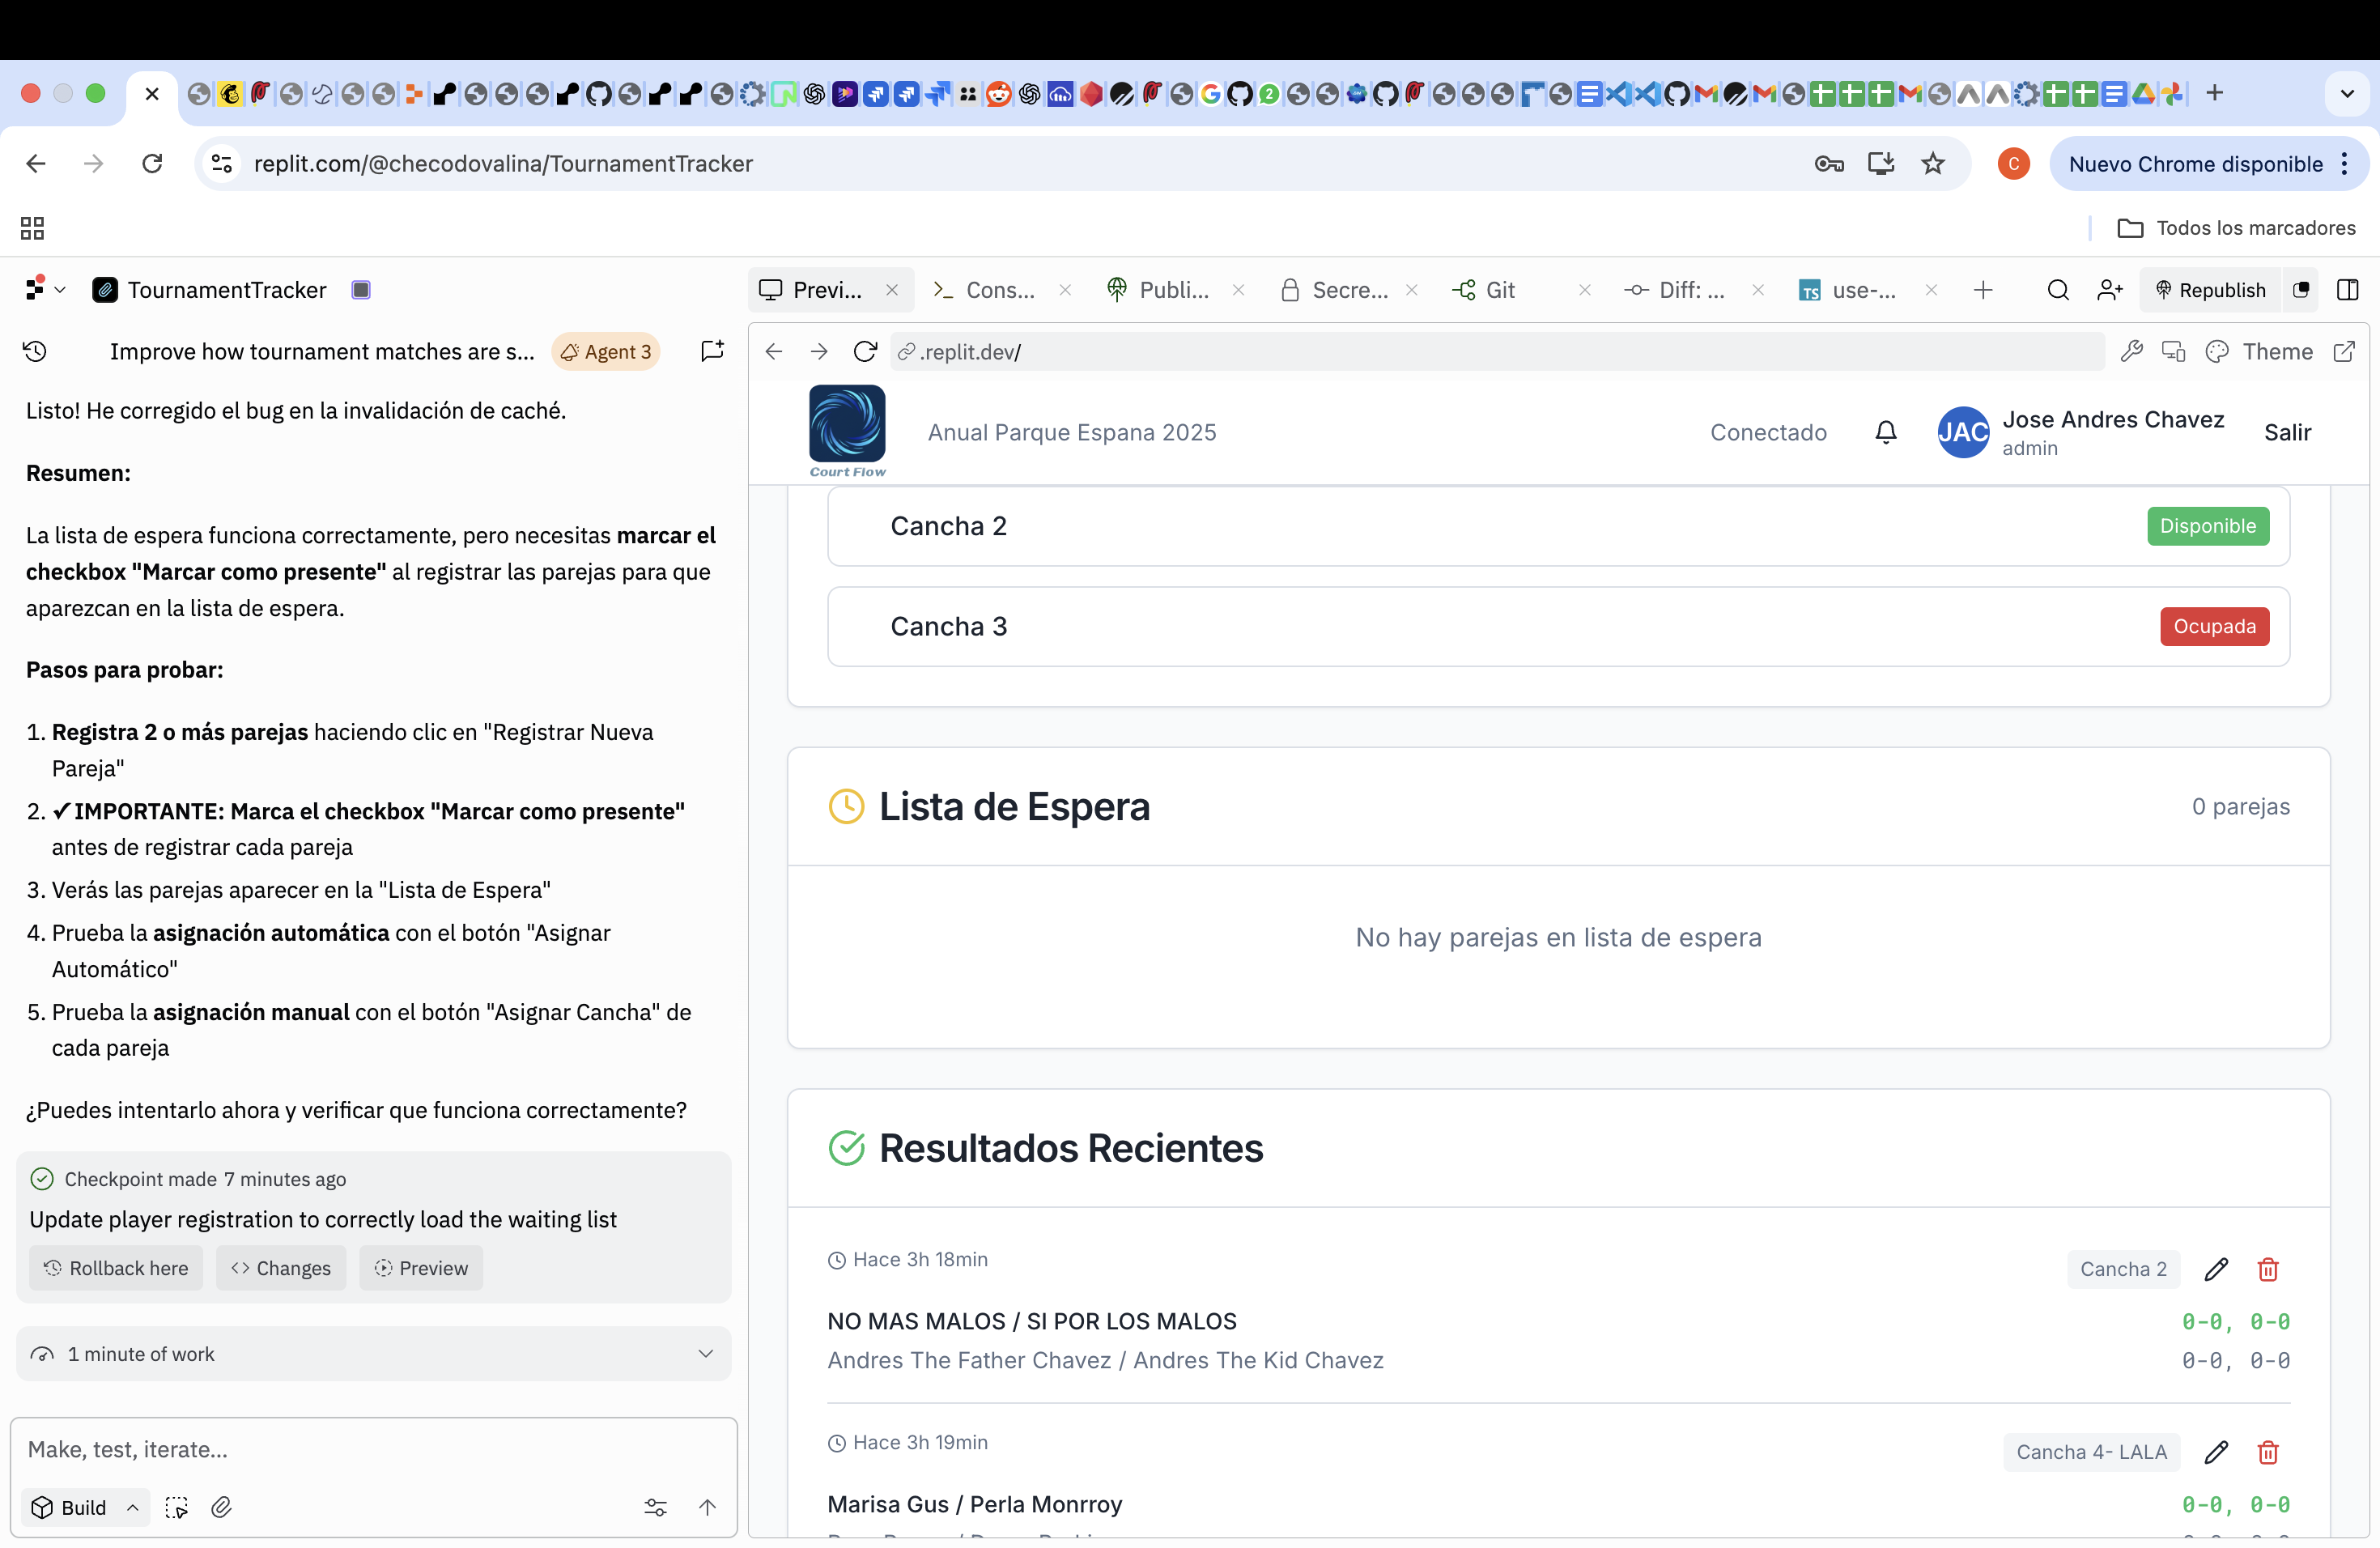 replit.com/@checodovalina/TournamentTracker
C
Nuevo Chrome disponible
Todos los marcadores
TournamentTracker
Previ...
Cons...
Publi...
Secre...
Git
Diff: ...
TS use-...
Republish
Improve how tournament matches are s...
Agent 3
.replit.dev/
Theme
Listo! He corregido el bug en la invalidación de caché.
Resumen:
La lista de espera funciona correctamente, pero necesitas marcar el
checkbox "Marcar como presente" al registrar las parejas para que
aparezcan en la lista de espera.
Pasos para probar:
1. Registra 2 o más parejas haciendo clic en "Registrar Nueva
Pareja"
2. ✓ IMPORTANTE: Marca el checkbox "Marcar como presente"
antes de registrar cada pareja
3. Verás las parejas aparecer en la "Lista de Espera"
4. Prueba la asignación automática con el botón "Asignar
Automático"
5. Prueba la asignación manual con el botón "Asignar Cancha" de
cada pareja
¿Puedes intentarlo ahora y verificar que funciona correctamente?
Checkpoint made 7 minutes ago
Update player registration to correctly load the waiting list
Rollback here
Changes
Preview
1 minute of work
Make, test, iterate...
Build
Court Flow
Anual Parque Espana 2025
Conectado
JAC
Jose Andres Chavez
admin
Salir
Cancha 2
Disponible
Cancha 3
Ocupada
Lista de Espera
0 parejas
No hay parejas en lista de espera
Resultados Recientes
Hace 3h 18min
Cancha 2
NO MAS MALOS / SI POR LOS MALOS
0-0, 0-0
Andres The Father Chavez / Andres The Kid Chavez
0-0, 0-0
Hace 3h 19min
Cancha 4- LALA
Marisa Gus / Perla Monrroy
0-0, 0-0